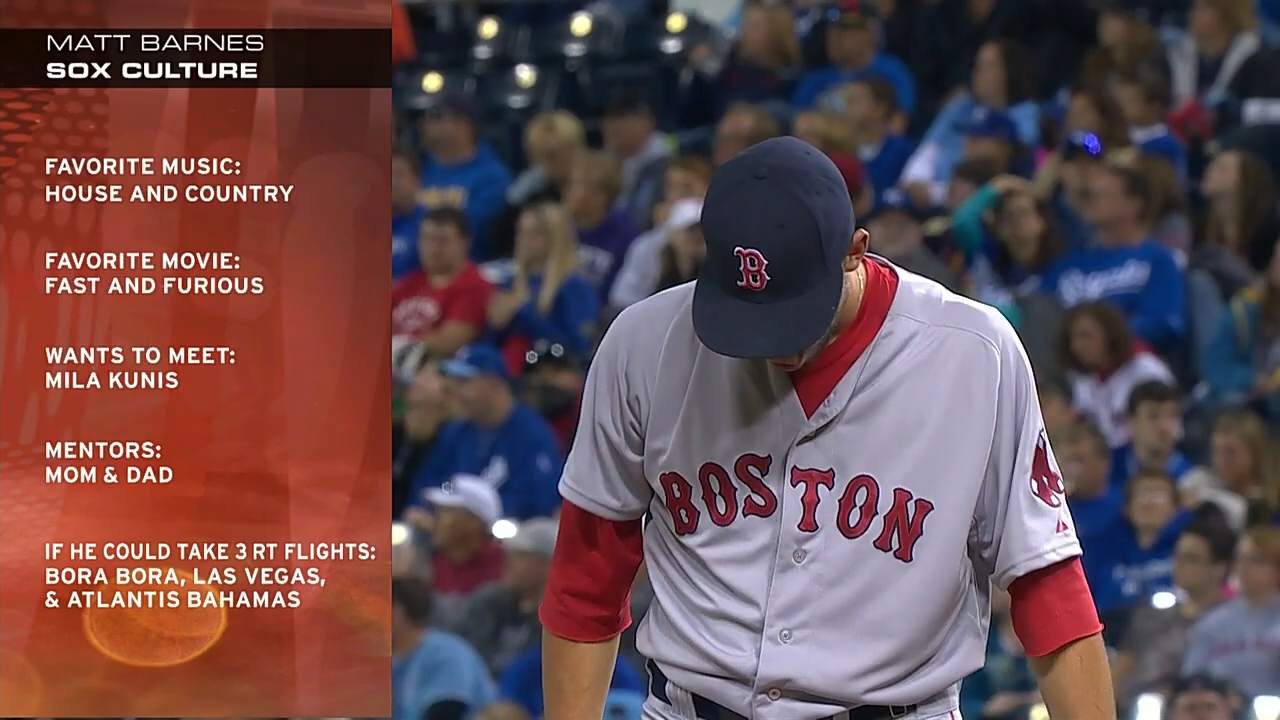 MATT BARNES
SOX CULTURE
FAVORITE MUSIC:
HOUSE AND COUNTRY
FAVORITE MOVIE:
FAST AND FURIOUS
WANTS TO MEET:
MILA KUNIS
MENTORS:
MOM & DAD
IF HE COULD TAKE 3 RT FLIGHTS:
BORA BORA, LAS VEGAS,
& ATLANTIS BAHAMAS
B
BOSTON
Royals